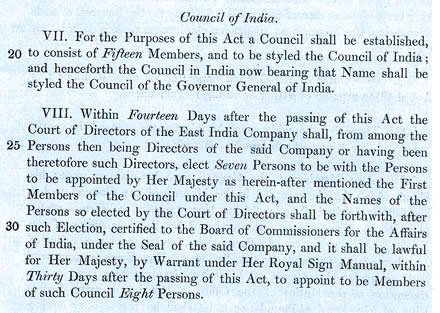 Council of India.
VII. For the Purposes of this Act a Council shall be established,
20 to consist of Fifteen Members, and to be styled the Council of India;
and henceforth the Council in India now bearing that Name shall be
styled the Council of the Governor General of India.
VIII. Within Fourteen Days after the passing of this Act the
Court of Directors of the East India Company shall, from among the
25 Persons then being Directors of the said Company or having been
theretofore such Directors, elect Seven Persons to be with the Persons
to be appointed by Her Majesty as herein-after mentioned the First
Members of the Council under this Act, and the Names of the
Persons so elected by the Court of Directors shall be forthwith, after
30 such Election, certified to the Board of Commissioners for the Affairs
of India, under the Seal of the said Company, and it shall be lawful
for Her Majesty, by Warrant under Her Royal Sign Manual, within
Thirty Days after the passing of this Act, to appoint to be Members
of such Council Eight Persons.